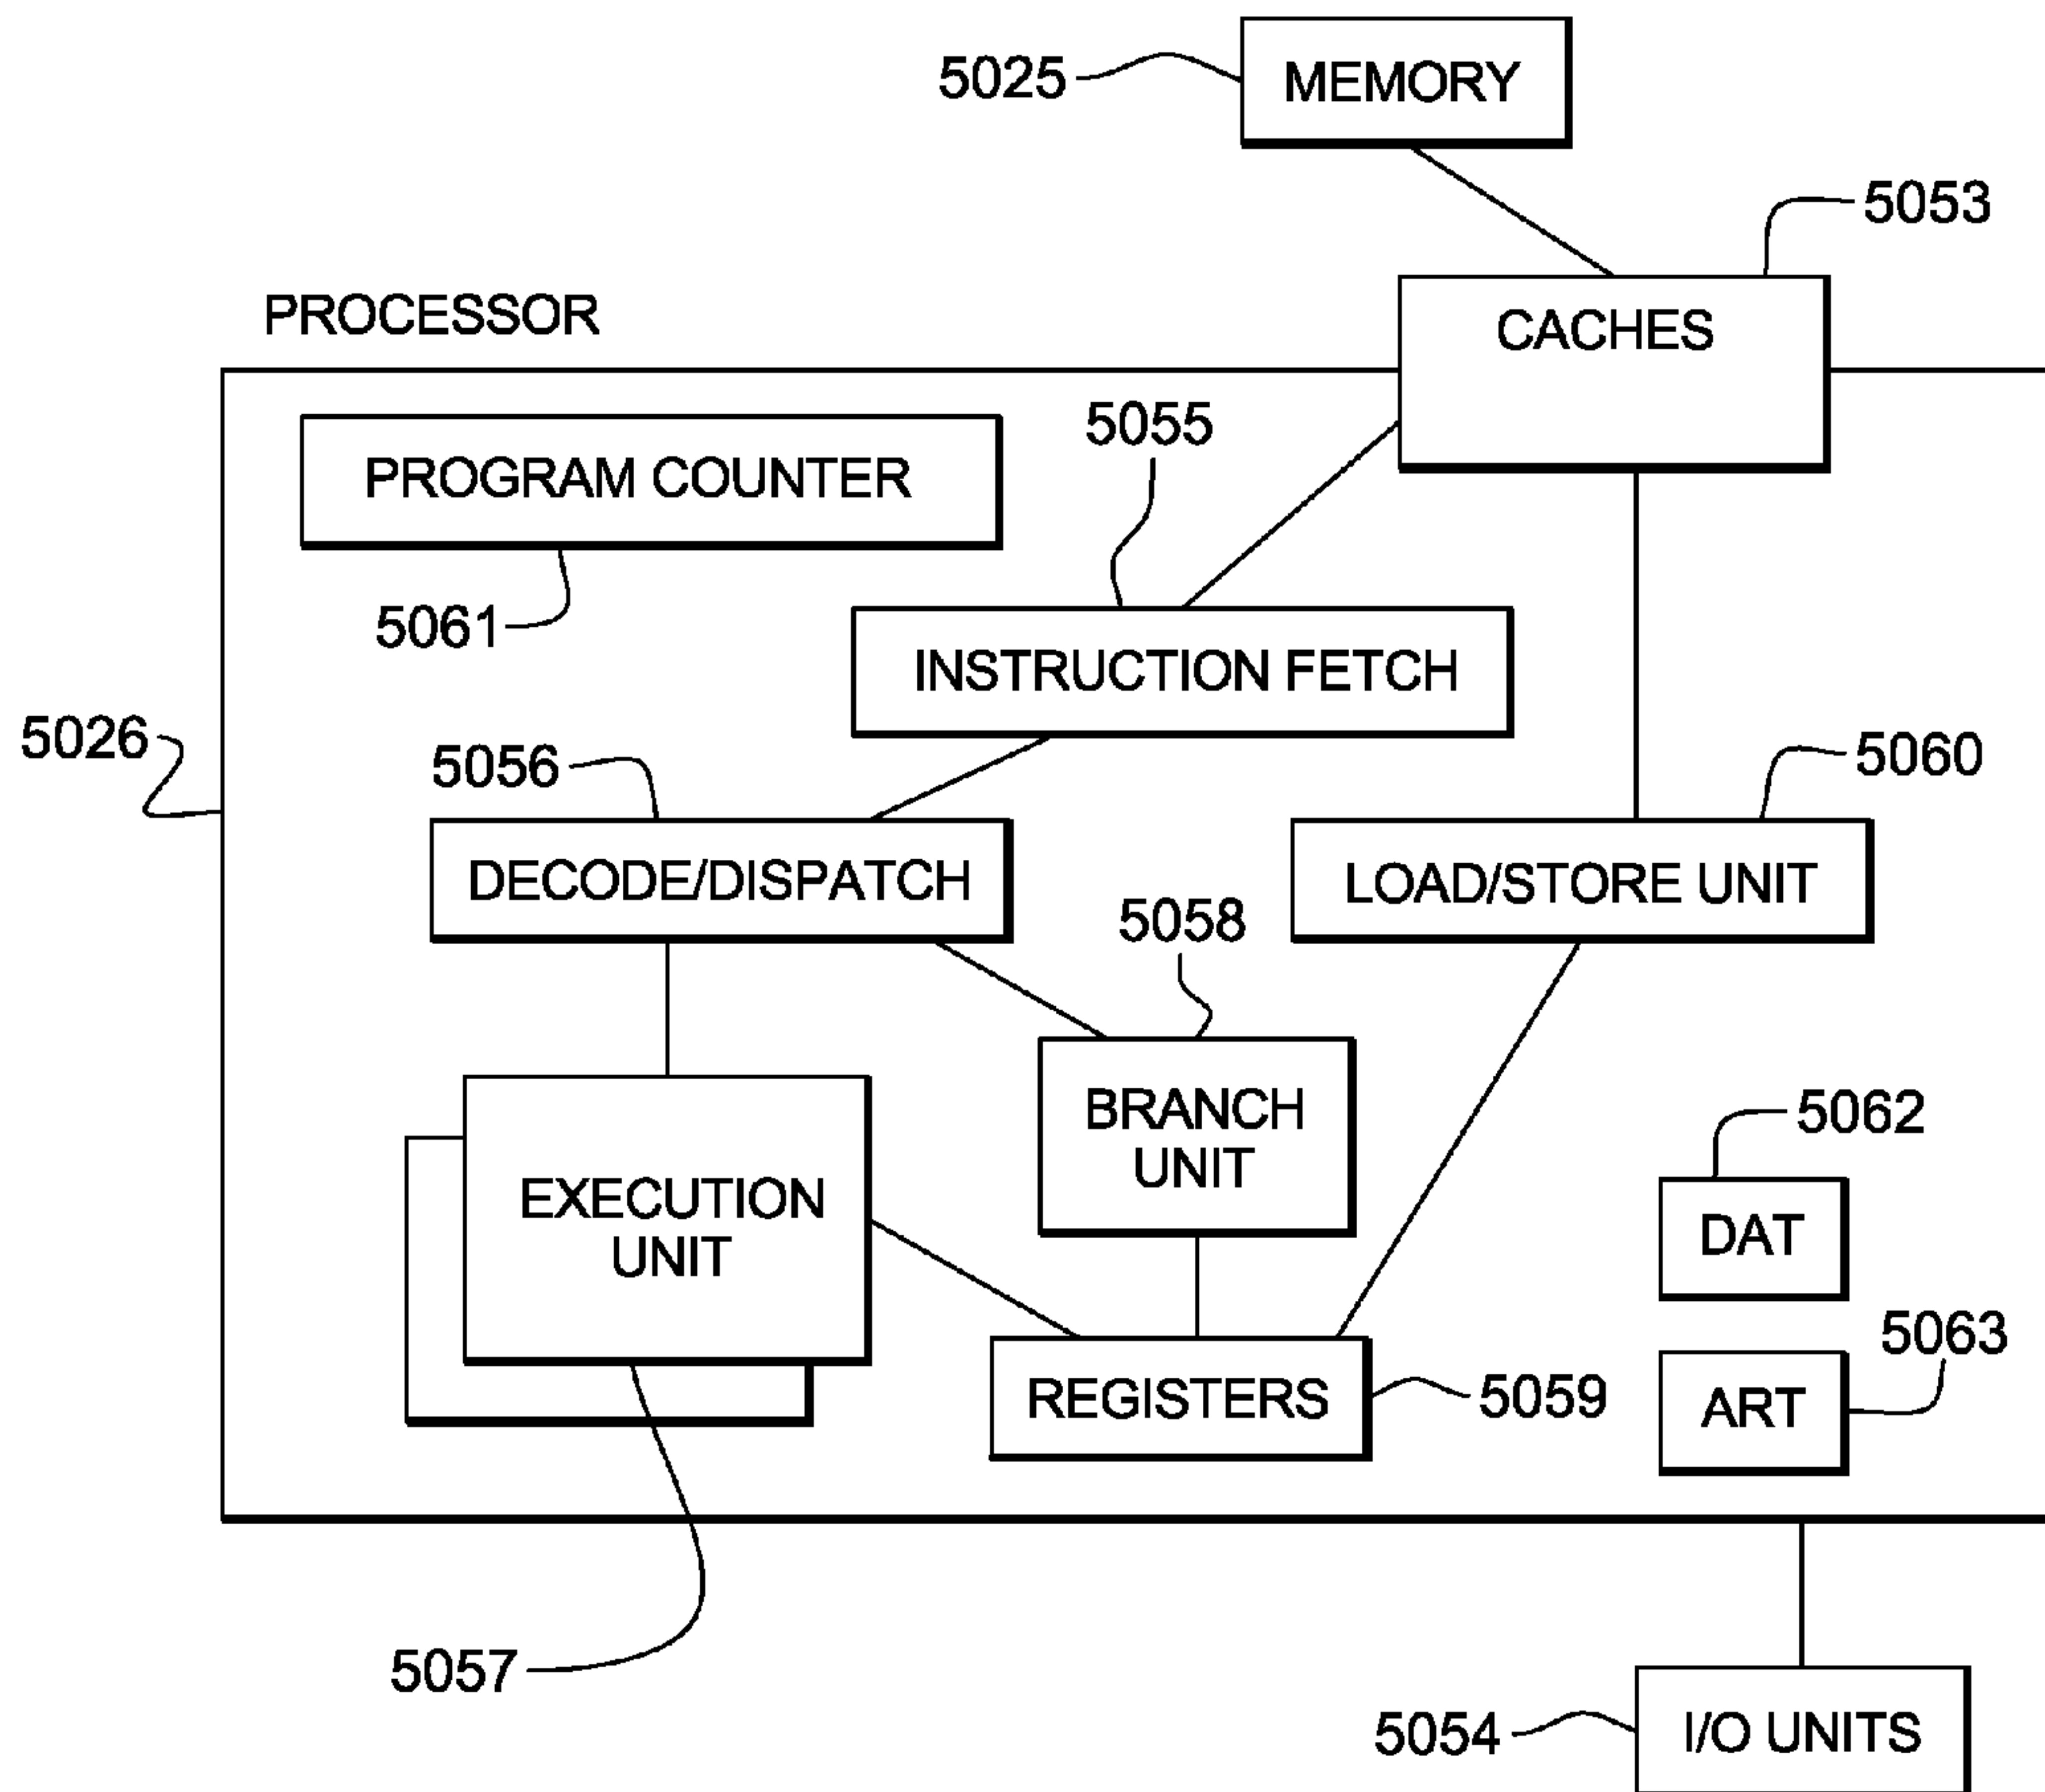 5025
MEMORY
5053
PROCESSOR
CACHES
5055
PROGRAM COUNTER
5061
INSTRUCTION FETCH
5026
5056
5060
DECODE/DISPATCH
LOAD/STORE UNIT
5058
BRANCH
UNIT
5062
EXECUTION
UNIT
DAT
5063
REGISTERS
5059
ART
5057
5054
I/O UNITS